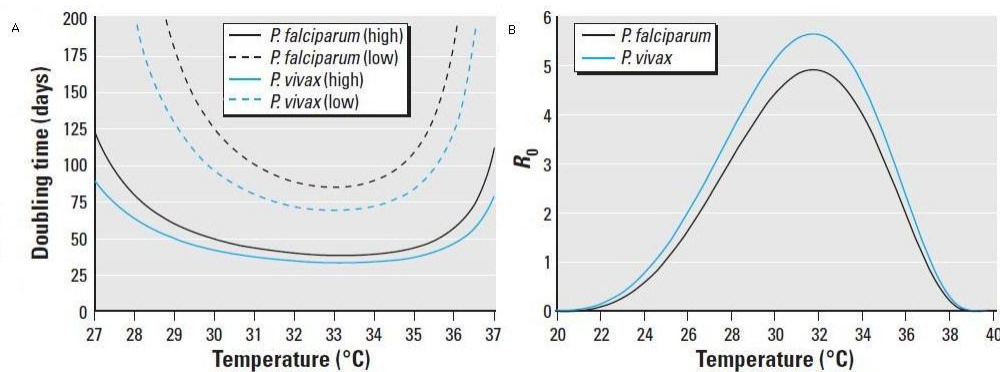 A
Doubling time (days)
200
175
150
125
100
75
50
25
0
P. falciparum (high)
P. falciparum (low)
P. vivax (high)
P. vivax (low)
27 28 29 30 31 32 33 34 35 36 37
Temperature (°C)
B
R0
6
5
4
3
2
1
0
P. falciparum
P. vivax
20 22 24 26 28 30 32 34 36 38 40
Temperature (°C)